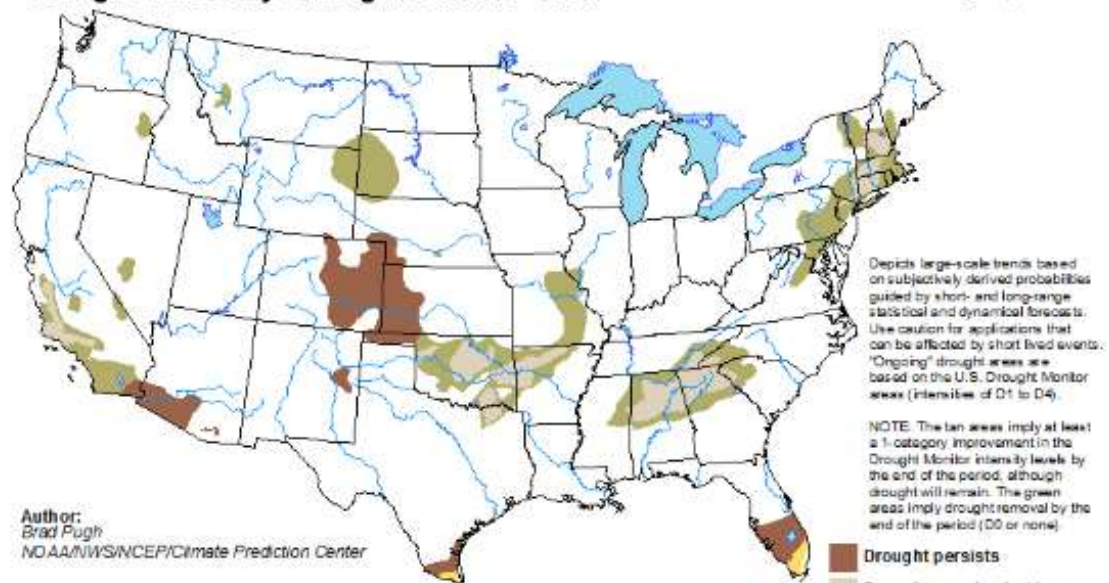 Author:
Brad Pugh
NOAA/NWS/NCEP/Climate Prediction Center
Depicts large-scale trends based
on subjectively derived probabilities
guided by short- and long-range
statistical and dynamical forecasts.
Use caution for applications that
can be affected by short lived events.
"Ongoing" drought areas are
based on the U.S. Drought Monitor
areas (intensities of D1 to D4).
NOTE: The tan areas imply at least
a 1-category improvement in the
Drought Monitor intensity levels by
the end of the period, although
drought will remain. The green
areas imply drought removal by the
end of the period (D0 or none).
Drought persists